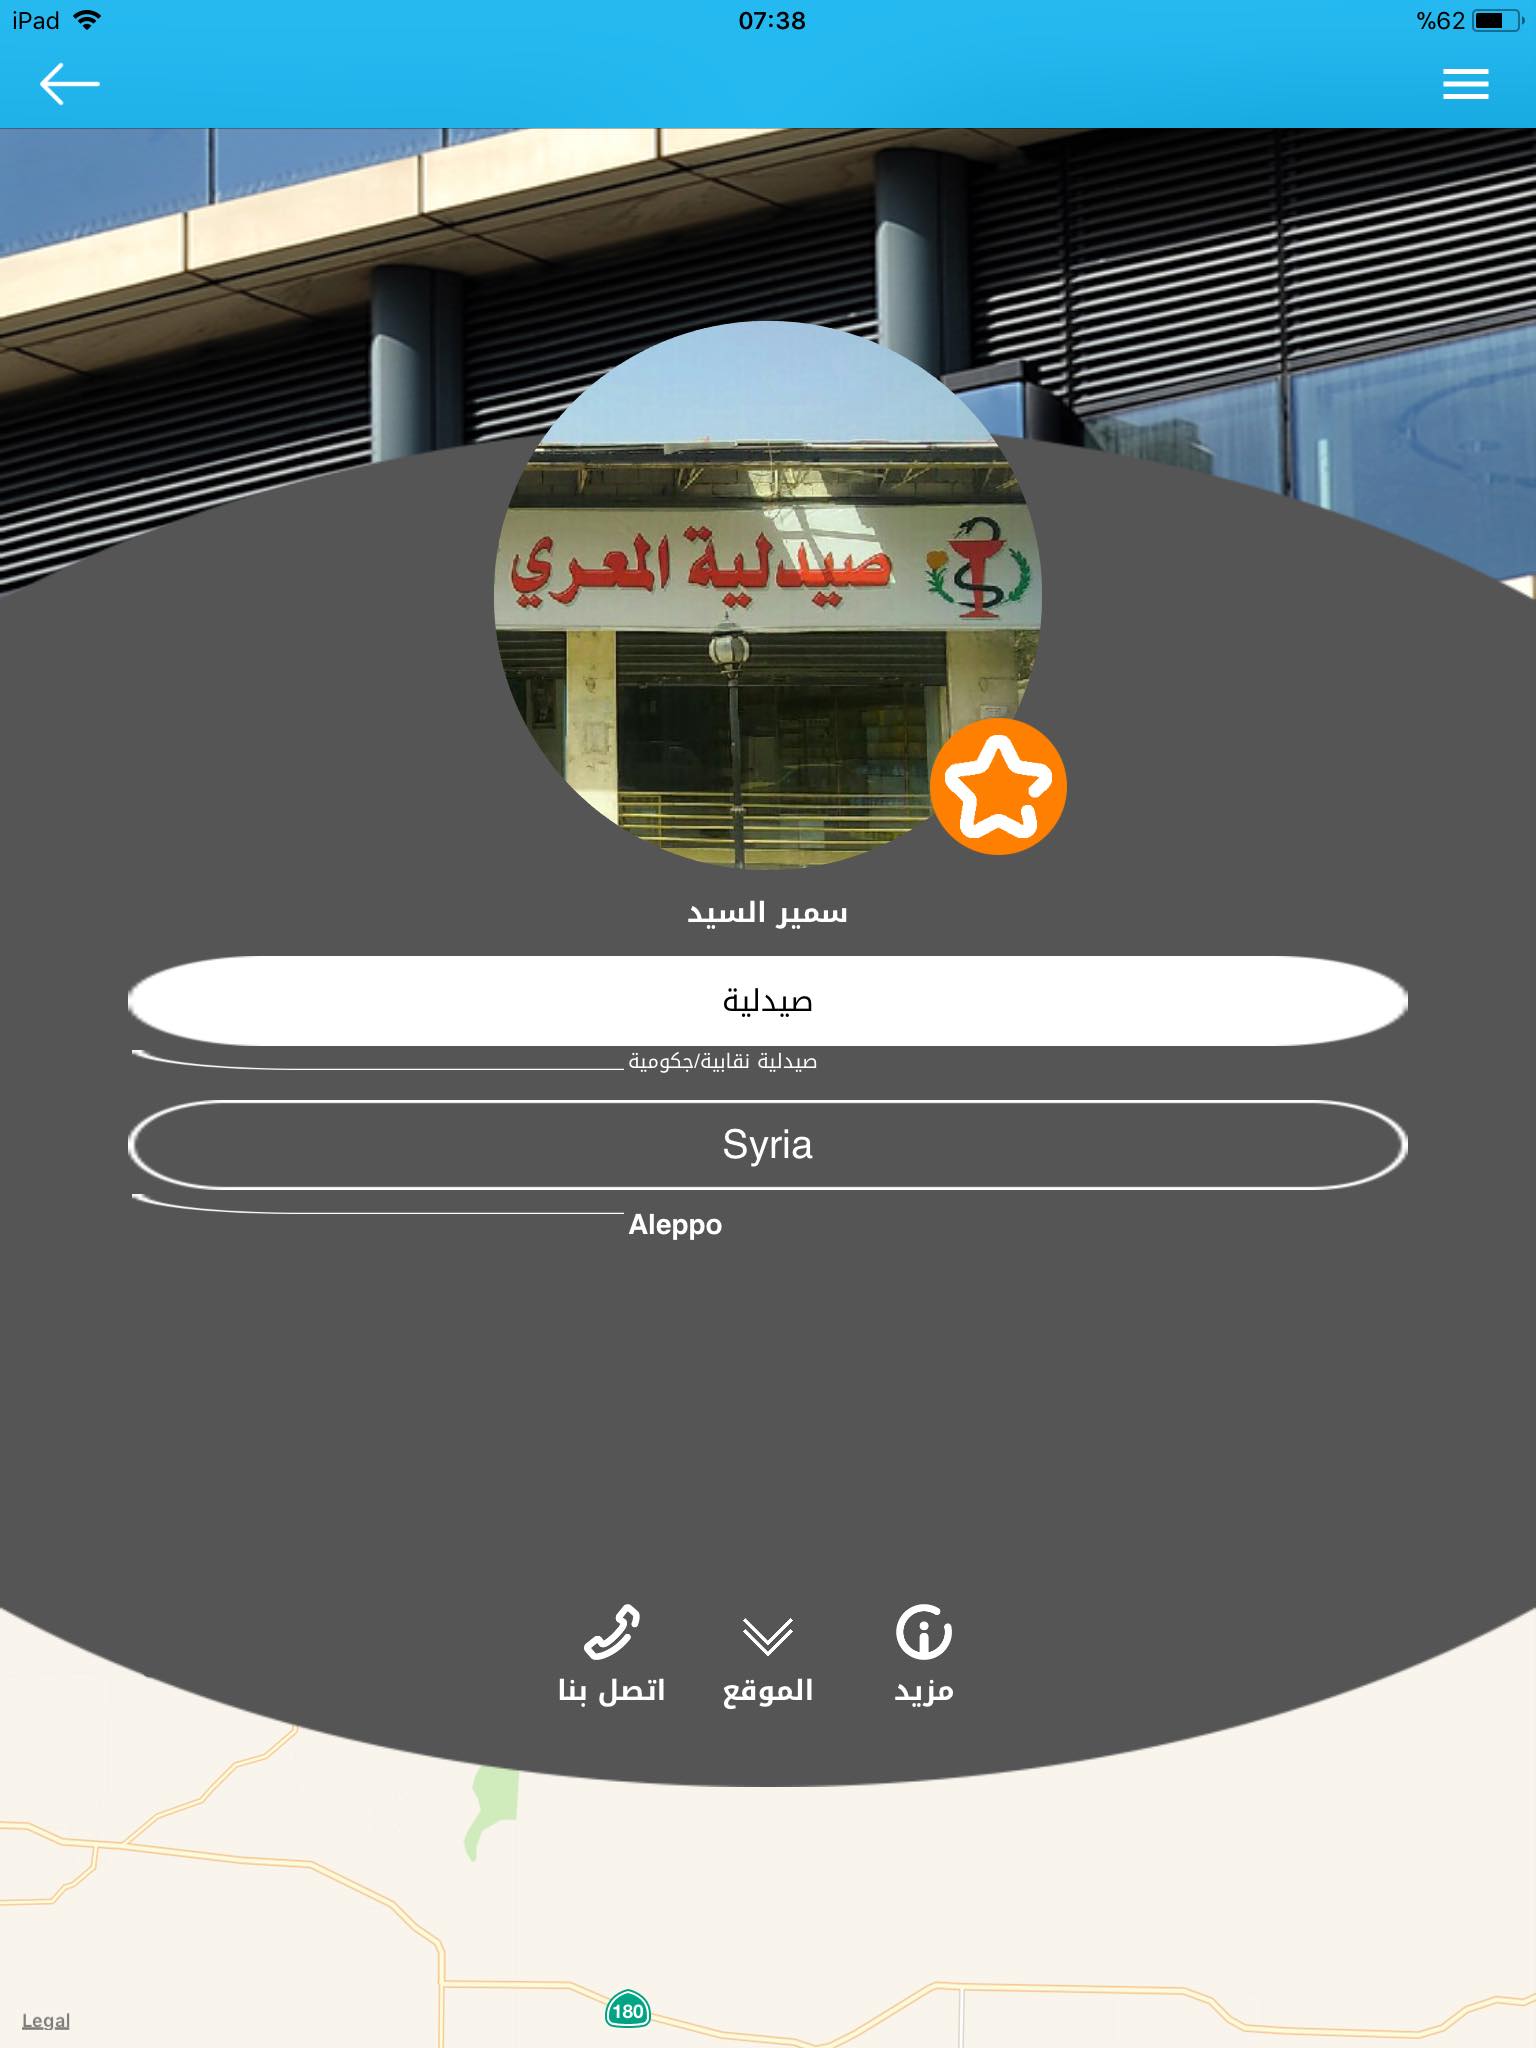 iPad
07:38
%62
صيدلية المعري
سمير السيد
صيدلية
صيدلية نقابية/جكومية
Syria
Aleppo
مزيد
الموقع
اتصل بنا
180
Legal